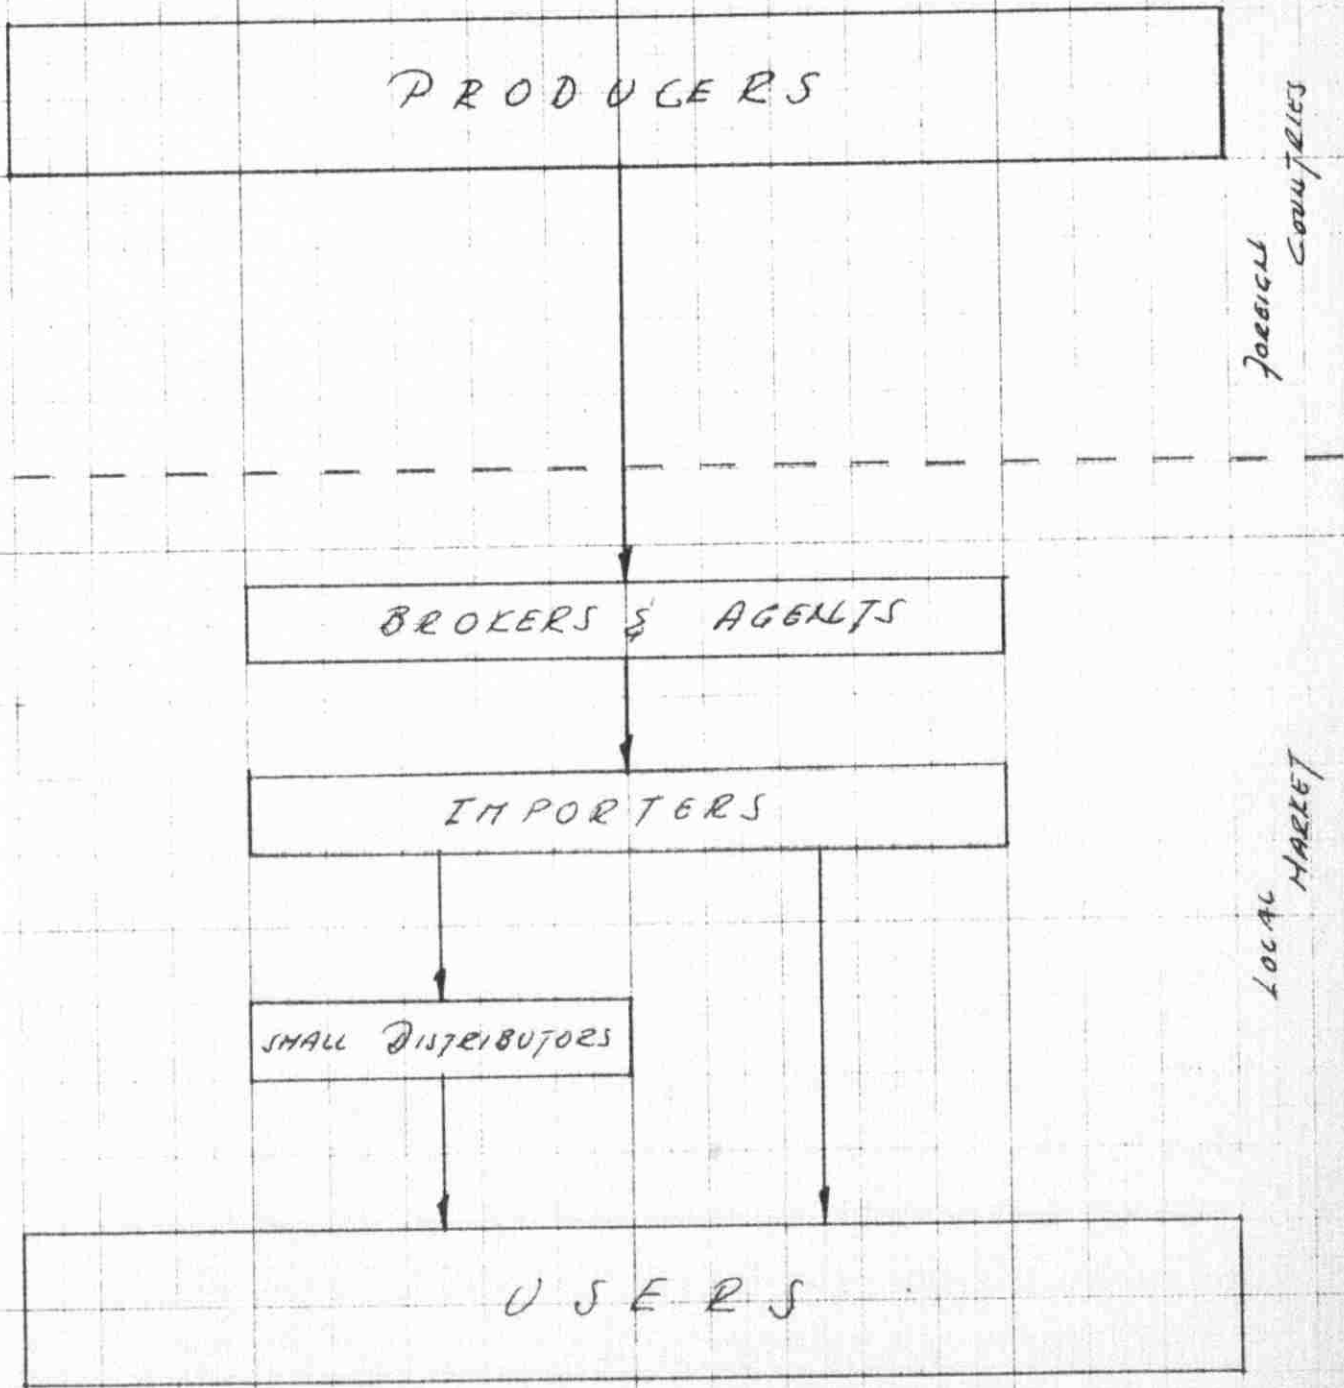 PRODUCERS
FOREIGN
COUNTRIES
BROKERS & AGENTS
IMPORTERS
LOCAL
MARKET
SMALL DISTRIBUTORS
USERS